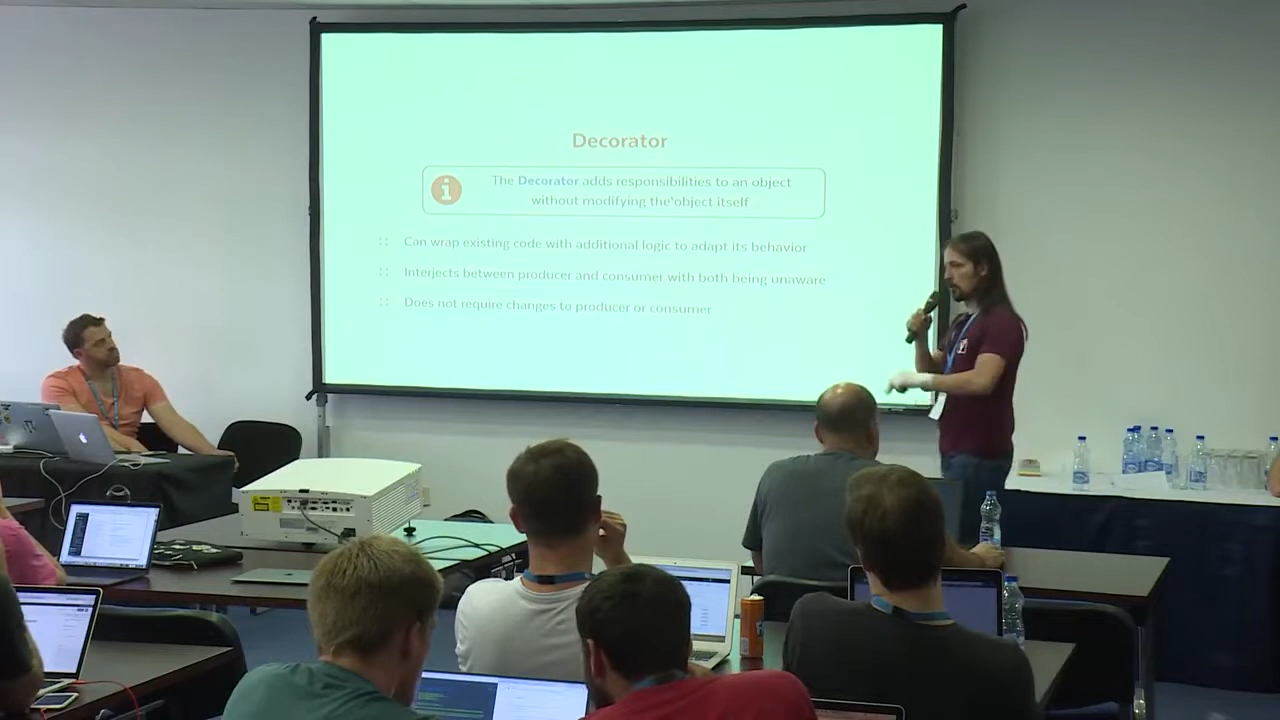 Decorator
The Decorator adds responsibilities to an object
without modifying the object itself
Can wrap existing code with additional logic to adapt its behavior
Interjects between producer and consumer with both being unaware
Does not require changes to producer or consumer